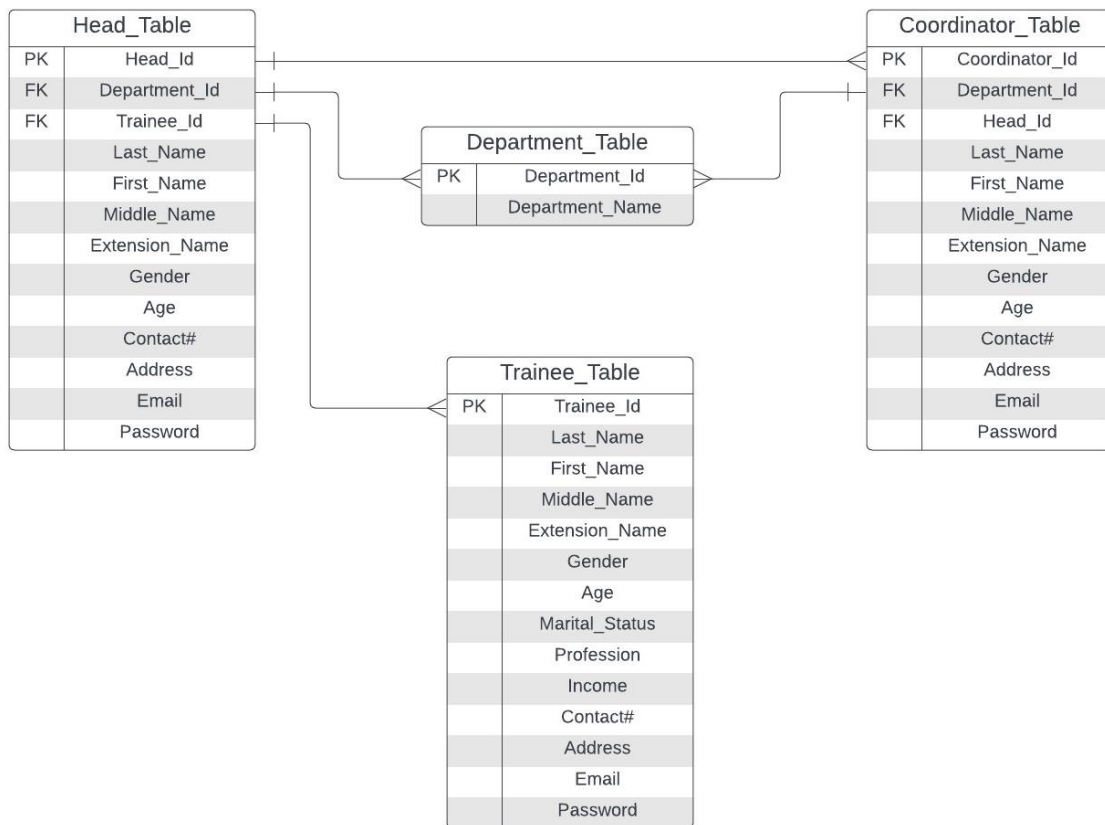 Head_Table
PK Head_Id
FK Department_Id
FK Trainee_Id
Last_Name
First_Name
Middle_Name
Extension_Name
Gender
Age
Contact#
Address
Email
Password
Department_Table
PK Department_Id
Department_Name
Coordinator_Table
PK Coordinator_Id
FK Department_Id
FK Head_Id
Last_Name
First_Name
Middle_Name
Extension_Name
Gender
Age
Contact#
Address
Email
Password
Trainee_Table
PK Trainee_Id
Last_Name
First_Name
Middle_Name
Extension_Name
Gender
Age
Marital_Status
Profession
Income
Contact#
Address
Email
Password